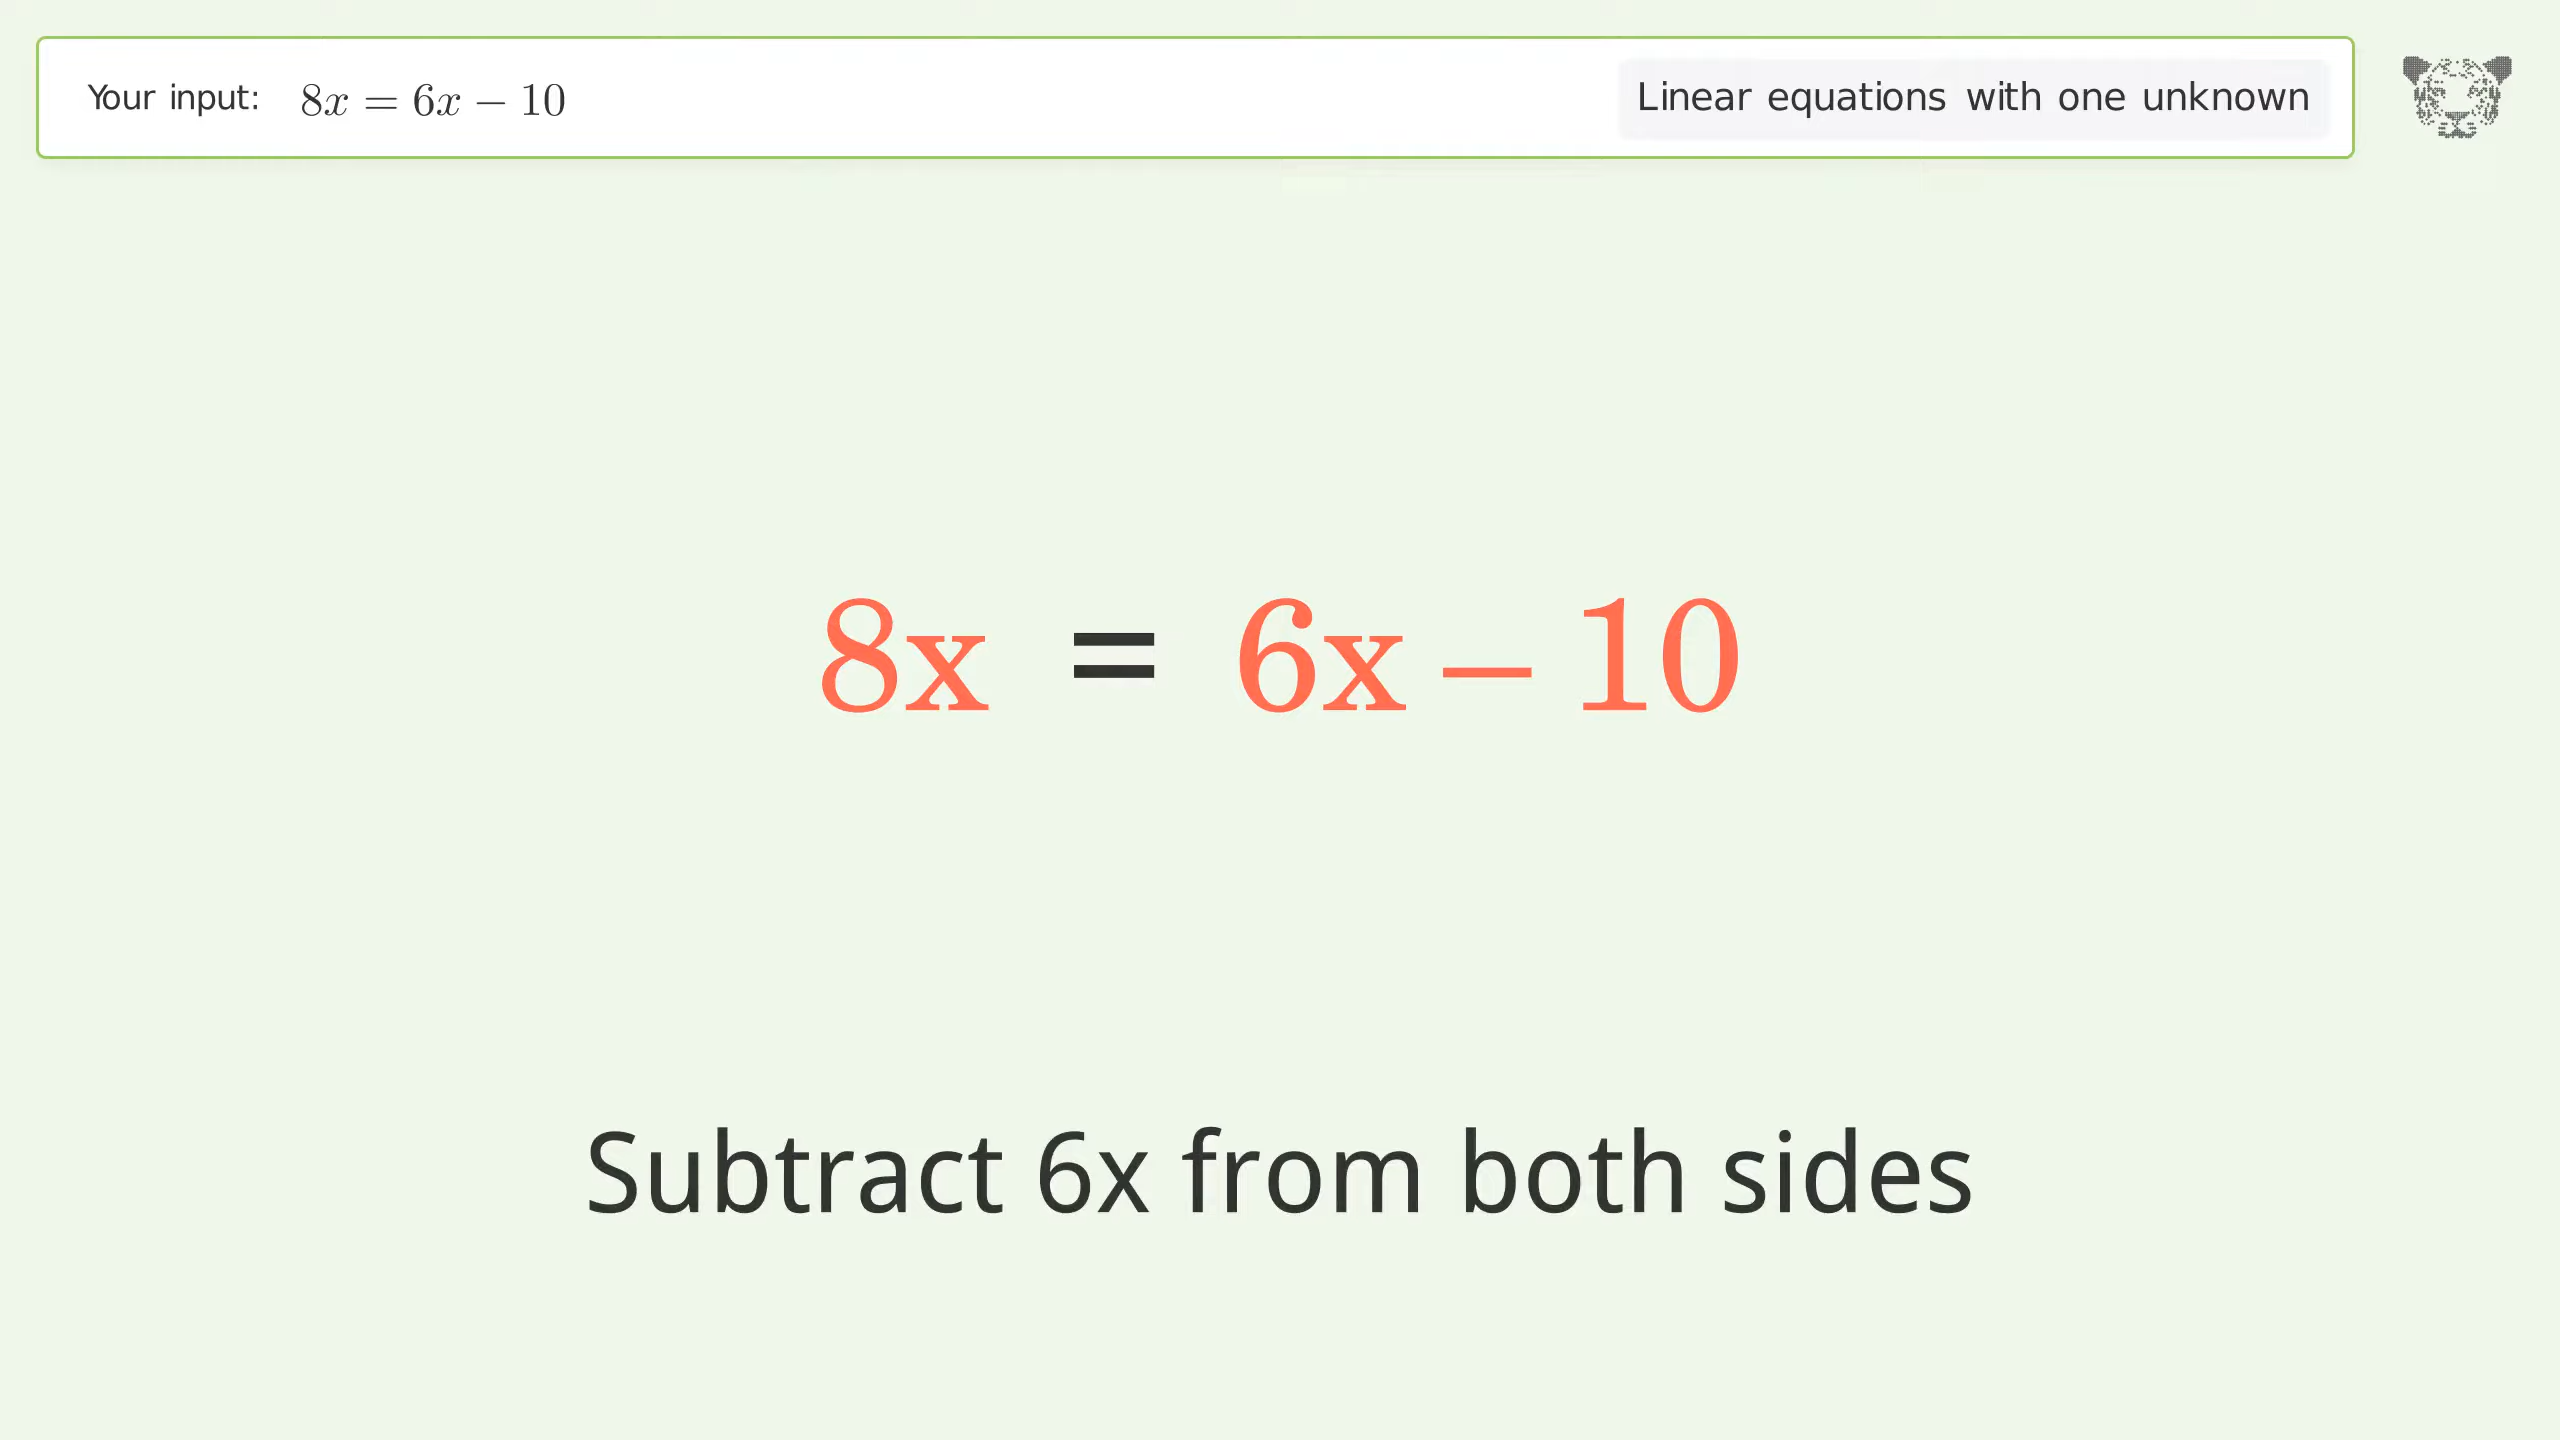 Your input: 8x = 6x − 10
Linear equations with one unknown
8x = 6x – 10
Subtract 6x from both sides